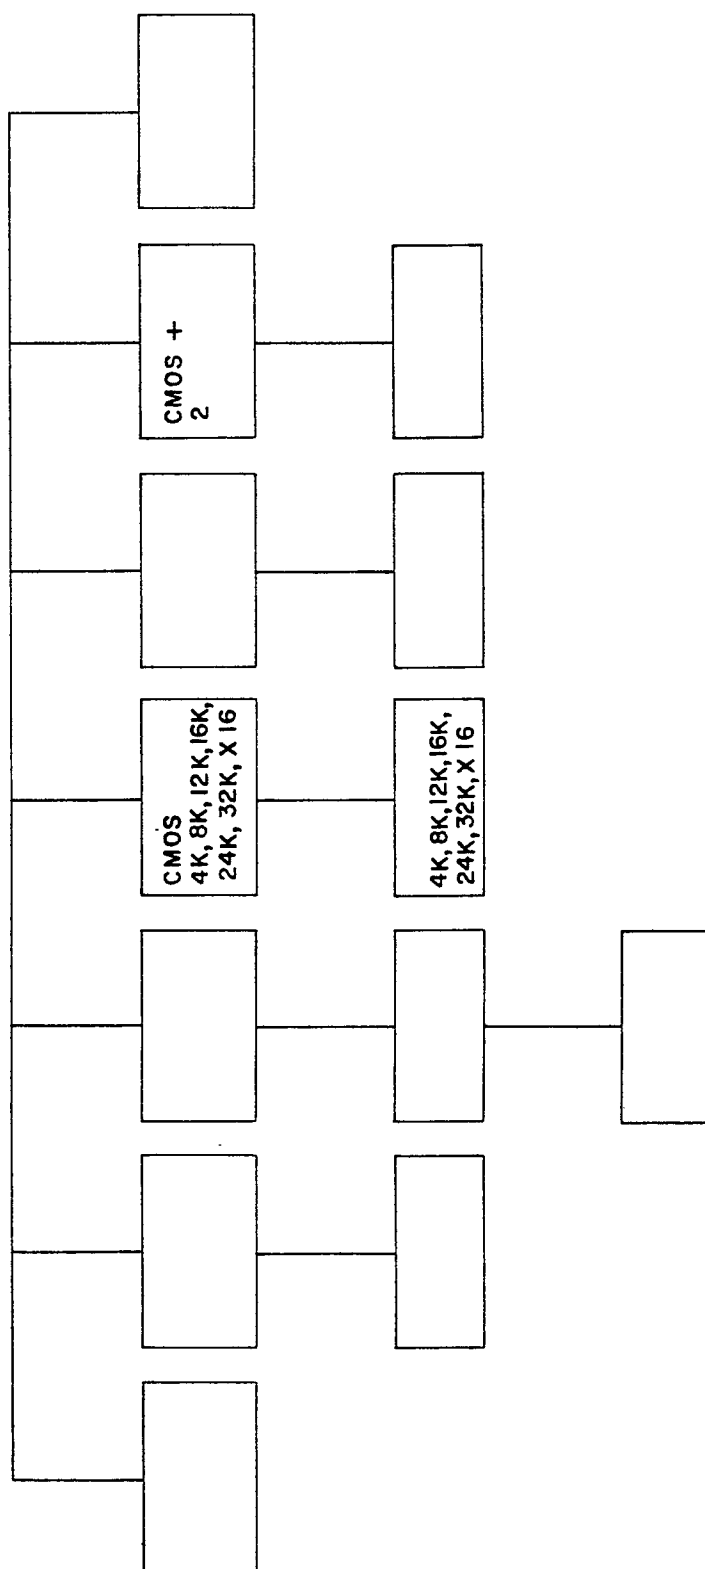 CMOS
4K, 8K, 12K, 16K,
24K, 32K, X 16
CMOS +
2
4K, 8K, 12K, 16K,
24K, 32K, X 16